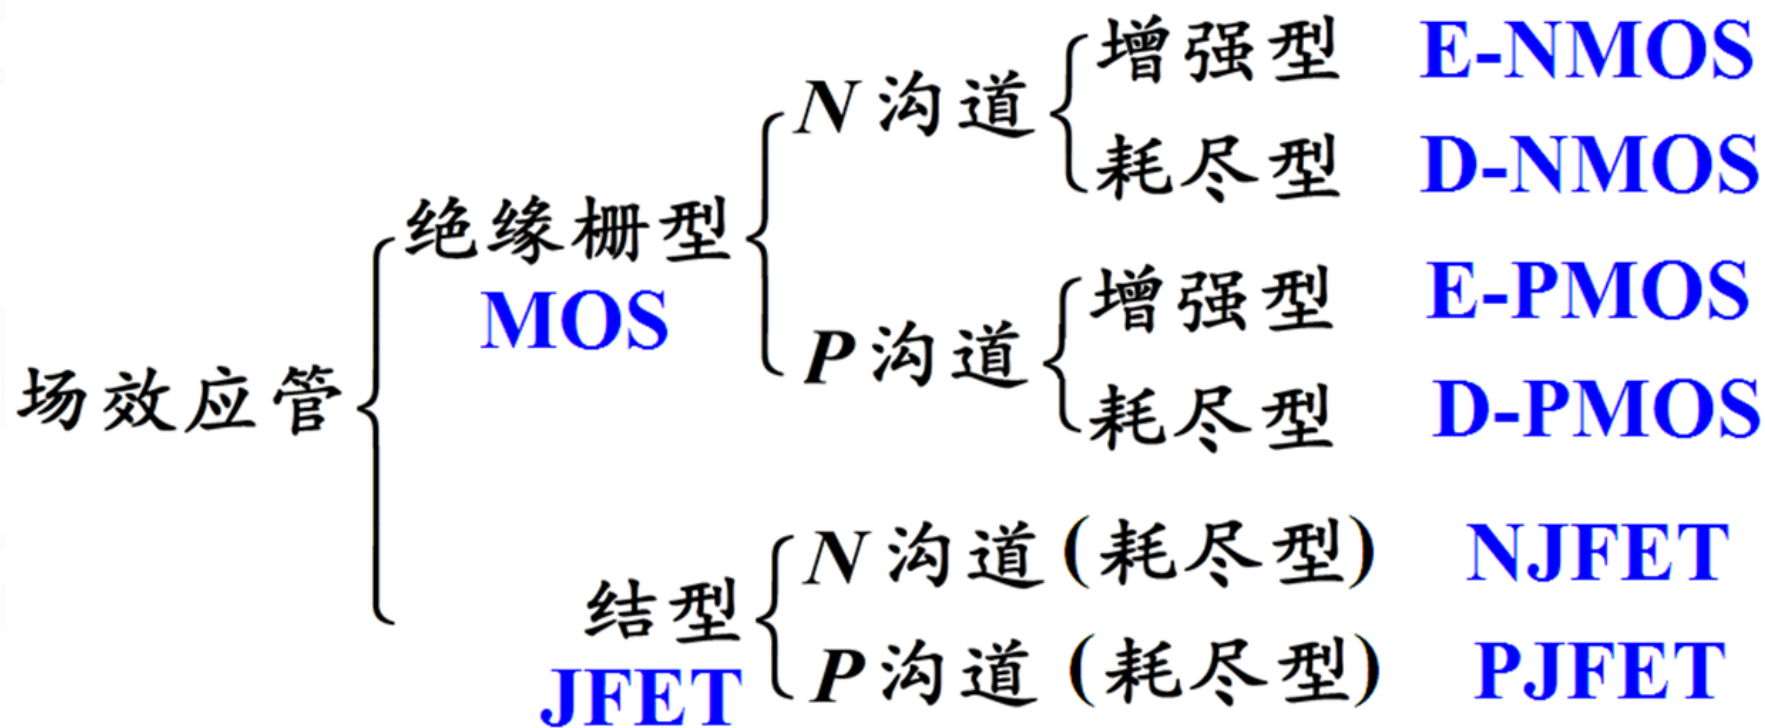 场效应管
绝缘栅型
MOS
N沟道
增强型 E-NMOS
耗尽型 D-NMOS
P沟道
增强型 E-PMOS
耗尽型 D-PMOS
结型
JFET
N沟道(耗尽型) NJFET
P沟道(耗尽型) PJFET